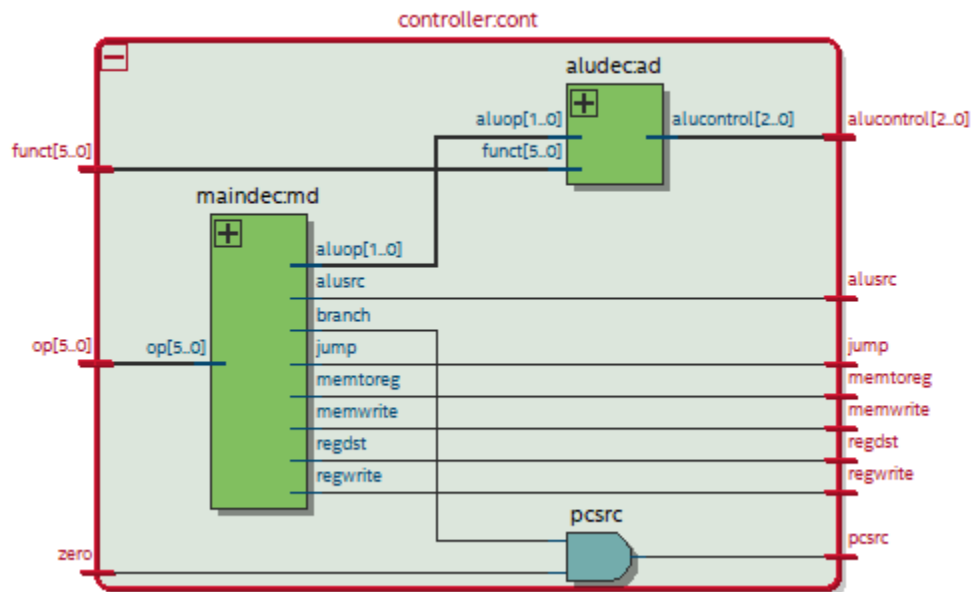 controller:cont
aludec:ad
aluop[1..0]
alucontrol[2..0]
alucontrol[2..0]
funct[5..0]
funct[5..0]
maindec:md
aluop[1..0]
alusrc
alusrc
branch
op[5..0]
op[5..0]
jump
jump
memtoreg
memtoreg
memwrite
memwrite
regdst
regdst
regwrite
regwrite
pcsrc
zero
pcsrc